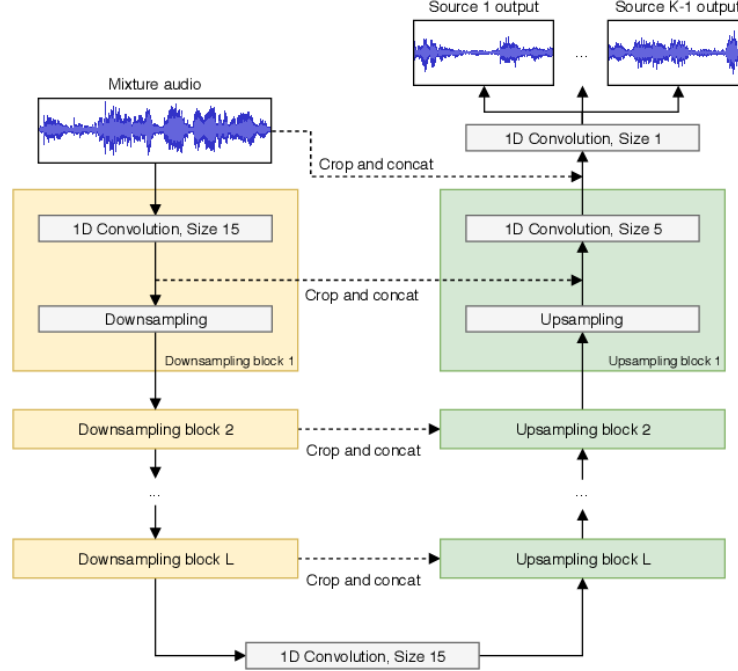 Source 1 output
Source K-1 output
...
Mixture audio
1D Convolution, Size 1
Crop and concat
1D Convolution, Size 15
1D Convolution, Size 5
Crop and concat
Downsampling
Upsampling
Downsampling block 1
Upsampling block 1
Downsampling block 2
Upsampling block 2
Crop and concat
...
...
Downsampling block L
Upsampling block L
Crop and concat
1D Convolution, Size 15